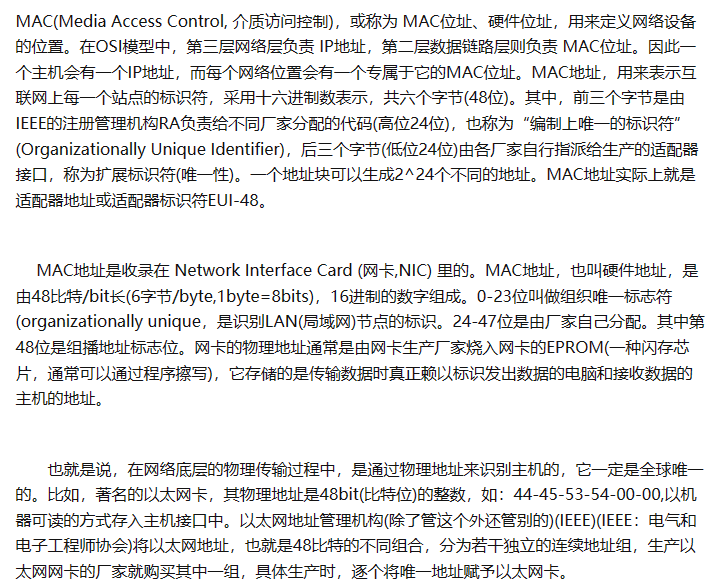 MAC(Media Access Control, 介质访问控制)，或称为 MAC位址、硬件位址，用来定义网络设备
的位置。在OSI模型中，第三层网络层负责 IP地址，第二层数据链路层则负责 MAC位址。因此一
个主机会有一个IP地址，而每个网络位置会有一个专属于它的MAC位址。MAC地址，用来表示互
联网上每一个站点的标识符，采用十六进制数表示，共六个字节(48位)。其中，前三个字节是由
IEEE的注册管理机构RA负责给不同厂家分配的代码(高位24位)，也称为“编制上唯一的标识符”
(Organizationally Unique Identifier)，后三个字节(低位24位)由各厂家自行指派给生产的适配器
接口，称为扩展标识符(唯一性)。一个地址块可以生成2^24个不同的地址。MAC地址实际上就是
适配器地址或适配器标识符EUI-48。
MAC地址是收录在 Network Interface Card (网卡,NIC) 里的。MAC地址，也叫硬件地址，是
由48比特/bit长(6字节/byte,1byte=8bits)，16进制的数字组成。0-23位叫做组织唯一标志符
(organizationally unique，是识别LAN(局域网)节点的标识。24-47位是由厂家自己分配。其中第
48位是组播地址标志位。网卡的物理地址通常是由网卡生产厂家烧入网卡的EPROM(一种闪存芯
片，通常可以通过程序擦写)，它存储的是传输数据时真正赖以标识发出数据的电脑和接收数据的
主机的地址。
也就是说，在网络底层的物理传输过程中，是通过物理地址来识别主机的，它一定是全球唯一
的。比如，著名的以太网卡，其物理地址是48bit(比特位)的整数，如：44-45-53-54-00-00,以机
器可读的方式存入主机接口中。以太网地址管理机构(除了管这个外还管别的)(IEEE)(IEEE：电气和
电子工程师协会)将以太网地址，也就是48比特的不同组合，分为若干独立的连续地址组，生产以
太网网卡的厂家就购买其中一组，具体生产时，逐个将唯一地址赋予以太网卡。